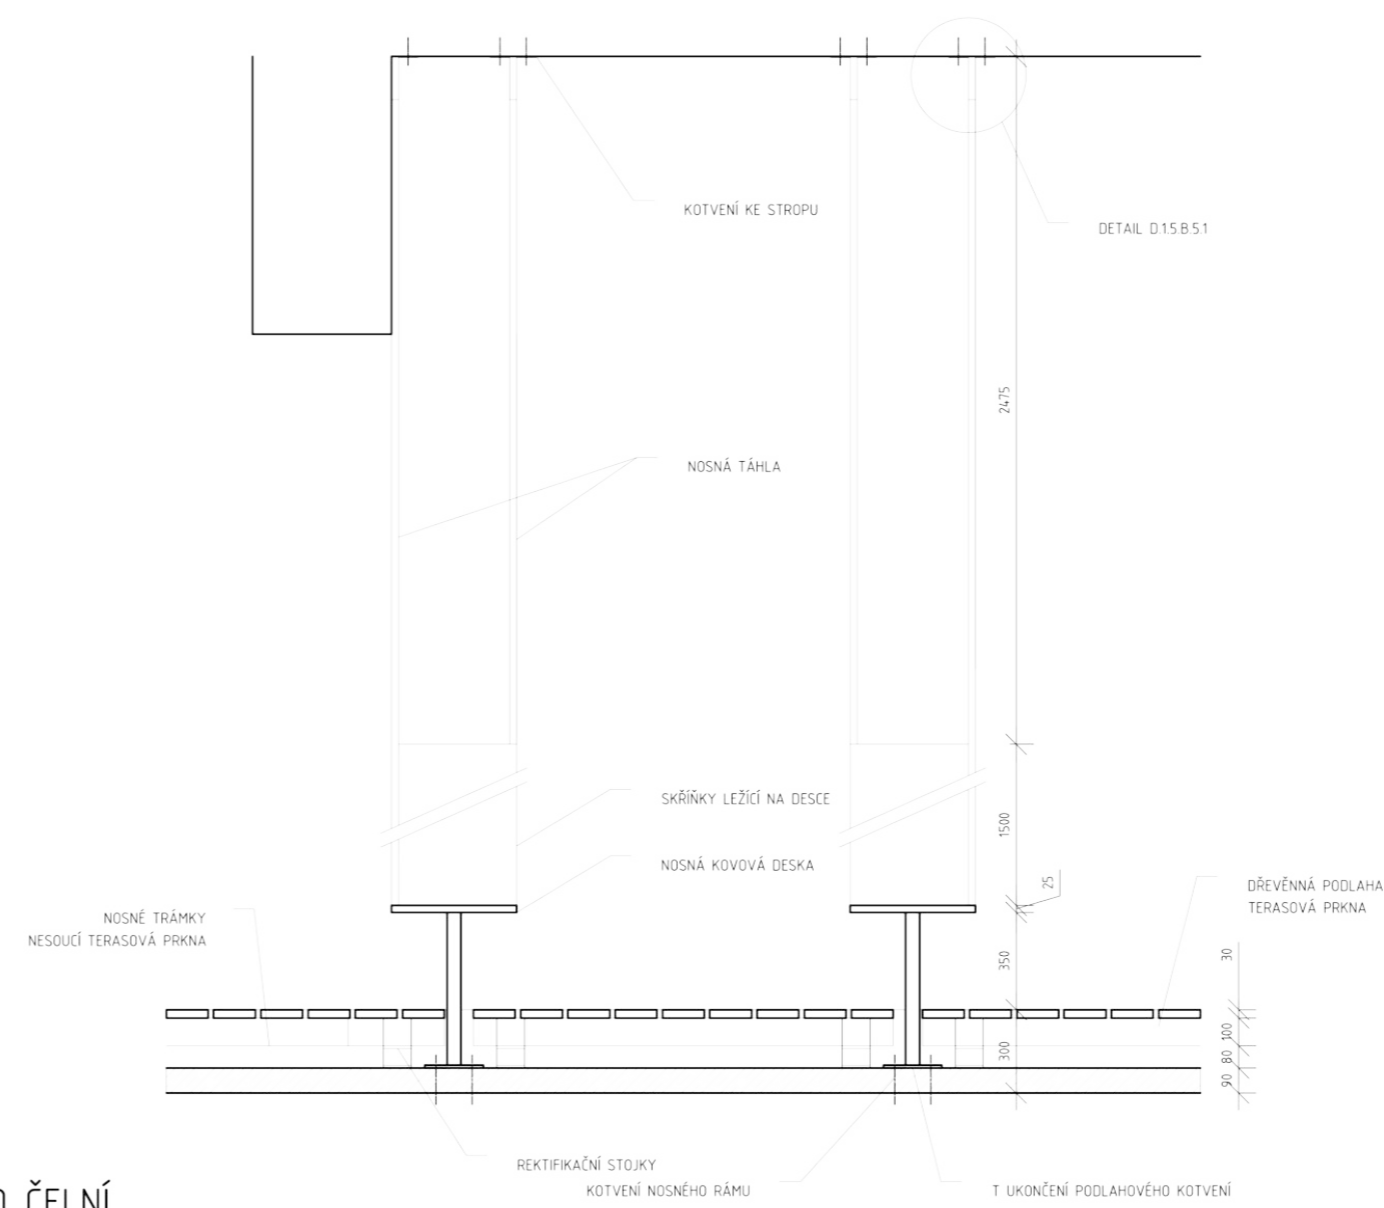 KOTVENÍ KE STROPU
DETAIL D.1.5.B.5.1
2475
NOSNÁ TÁHLA
SKŘÍŇKY LEŽÍCÍ NA DESCE
1500
NOSNÁ KOVOVÁ DESKA
25
DŘEVĚNNÁ PODLAHA
TERASOVÁ PRKNA
NOSNÉ TRÁMKY
NESOUCÍ TERASOVÁ PRKNA
350
30
300
100
80
90
REKTIFIKAČNÍ STOJKY
KOTVENÍ NOSNÉHO RÁMU
T UKONČENÍ PODLAHOVÉHO KOTVENÍ
ČELNÍ